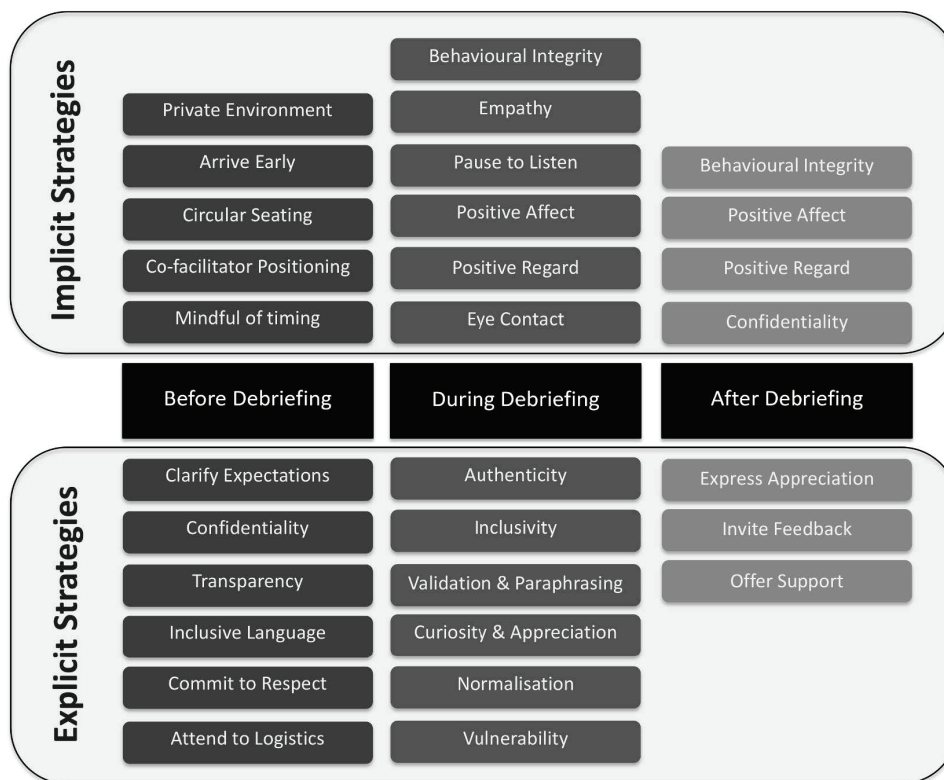 Implicit Strategies
Private Environment
Arrive Early
Circular Seating
Co-facilitator Positioning
Mindful of timing
Behavioural Integrity
Empathy
Pause to Listen
Positive Affect
Positive Regard
Eye Contact
Behavioural Integrity
Positive Affect
Positive Regard
Confidentiality
Before Debriefing
During Debriefing
After Debriefing
Explicit Strategies
Clarify Expectations
Confidentiality
Transparency
Inclusive Language
Commit to Respect
Attend to Logistics
Authenticity
Inclusivity
Validation & Paraphrasing
Curiosity & Appreciation
Normalisation
Vulnerability
Express Appreciation
Invite Feedback
Offer Support